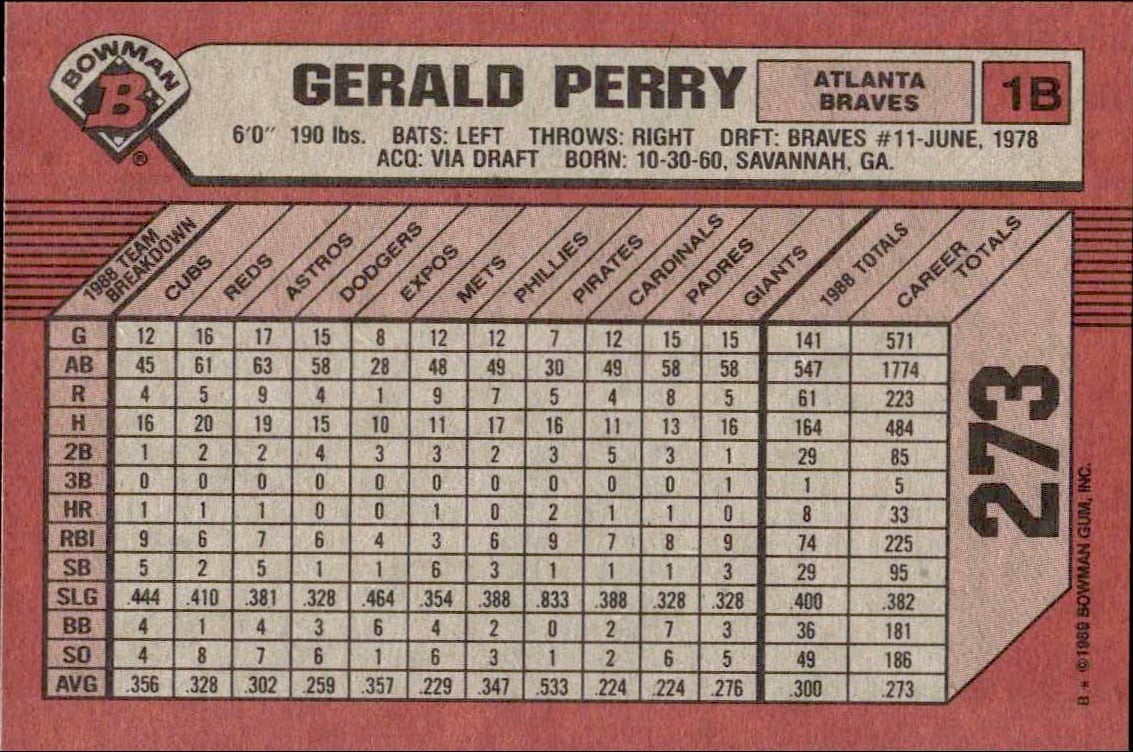 BOWMAN
B
®
GERALD PERRY
ATLANTA
BRAVES
1B
6'0" 190 lbs. BATS: LEFT THROWS: RIGHT DRFT: BRAVES #11-JUNE, 1978
ACQ: VIA DRAFT BORN: 10-30-60, SAVANNAH, GA.
1988 TEAM BREAKDOWN CUBS REDS ASTROS DODGERS EXPOS METS PHILLIES PIRATES CARDINALS PADRES GIANTS 1988 TOTALS CAREER TOTALS
G 12 16 17 15 8 12 12 7 12 15 15 141 571
AB 45 61 63 58 28 48 49 30 49 58 58 547 1774
R 4 5 9 4 1 9 7 5 4 8 5 61 223
H 16 20 19 15 10 11 17 16 11 13 16 164 484
2B 1 2 2 4 3 3 2 3 5 3 1 29 85
3B 0 0 0 0 0 0 0 0 0 0 1 1 5
HR 1 1 1 0 0 1 0 2 1 1 0 8 33
RBI 9 6 7 6 4 3 6 9 7 8 9 74 225
SB 5 2 5 1 1 6 3 1 1 1 3 29 95
SLG .444 .410 .381 .328 .464 .354 .388 .833 .388 .328 .328 .400 .382
BB 4 1 4 3 6 4 2 0 2 7 3 36 181
SO 4 8 7 6 1 6 3 1 2 6 5 49 186
AVG .356 .328 .302 .259 .357 .229 .347 .533 .224 .224 .276 .300 .273
273
B * ©1989 BOWMAN GUM, INC.